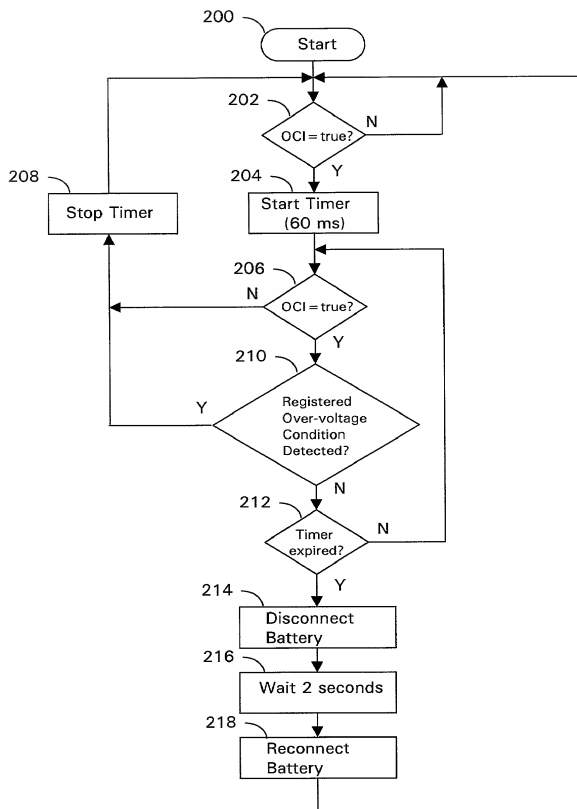 200
Start
202
OCI=true?
N
Y
208
Stop Timer
204
Start Timer
(60 ms)
206
OCI=true?
N
Y
210
Registered
Over-voltage
Condition
Detected?
Y
N
212
Timer
expired?
N
Y
214
Disconnect
Battery
216
Wait 2 seconds
218
Reconnect
Battery